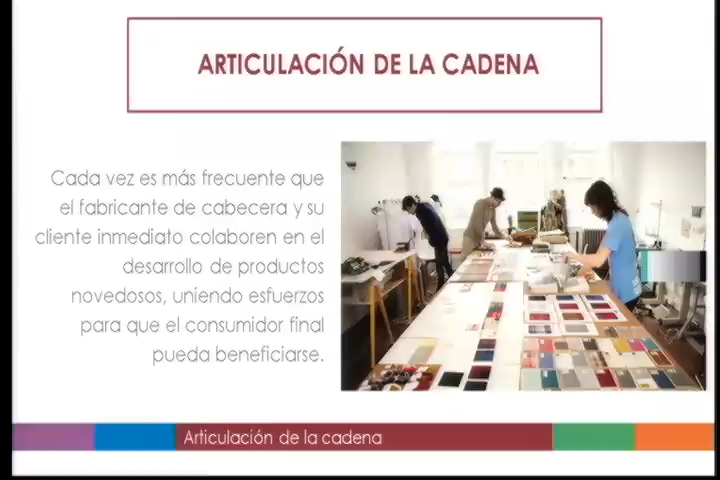 ARTICULACIÓN DE LA CADENA
Cada vez es más frecuente que
el fabricante de cabecera y su
cliente inmediato colaboren en el
desarrollo de productos
novedosos, uniendo esfuerzos
para que el consumidor final
pueda beneficiarse.
Articulación de la cadena